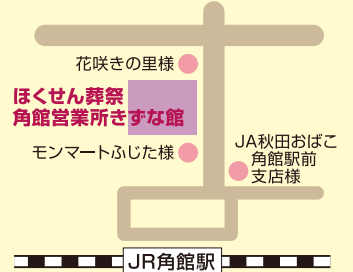 花咲きの里様
ほくせん葬祭
角館営業所きずな館
モンマートふじた様
JA秋田おばこ
角館駅前
支店様
JR角館駅